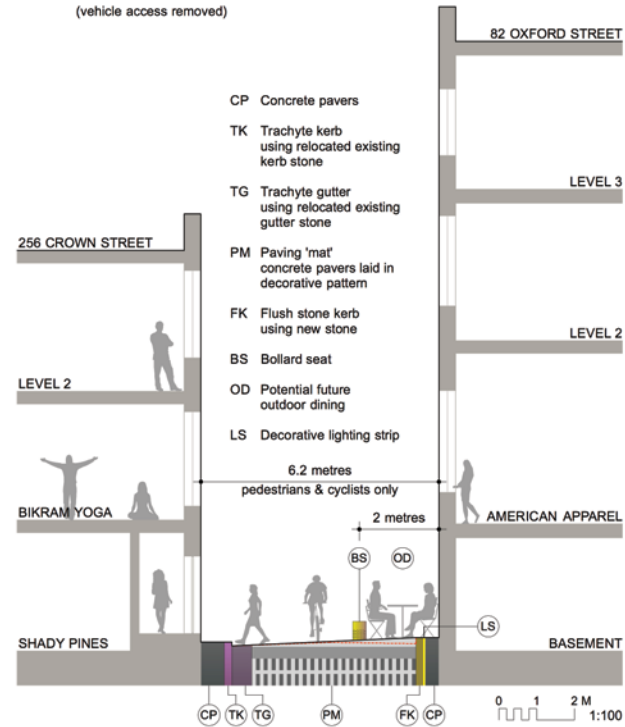 (vehicle access removed)
82 OXFORD STREET
CP Concrete pavers
TK Trachyte kerb
using relocated existing
kerb stone
LEVEL 3
TG Trachyte gutter
using relocated existing
gutter stone
256 CROWN STREET
PM Paving 'mat'
concrete pavers laid in
decorative pattern
FK Flush stone kerb
using new stone
LEVEL 2
BS Bollard seat
LEVEL 2
OD Potential future
outdoor dining
LS Decorative lighting strip
6.2 metres
pedestrians & cyclists only
BIKRAM YOGA
2 metres
AMERICAN APPAREL
BS
OD
LS
SHADY PINES
BASEMENT
CP TK TG PM FK CP
0 1 2 M
1:100